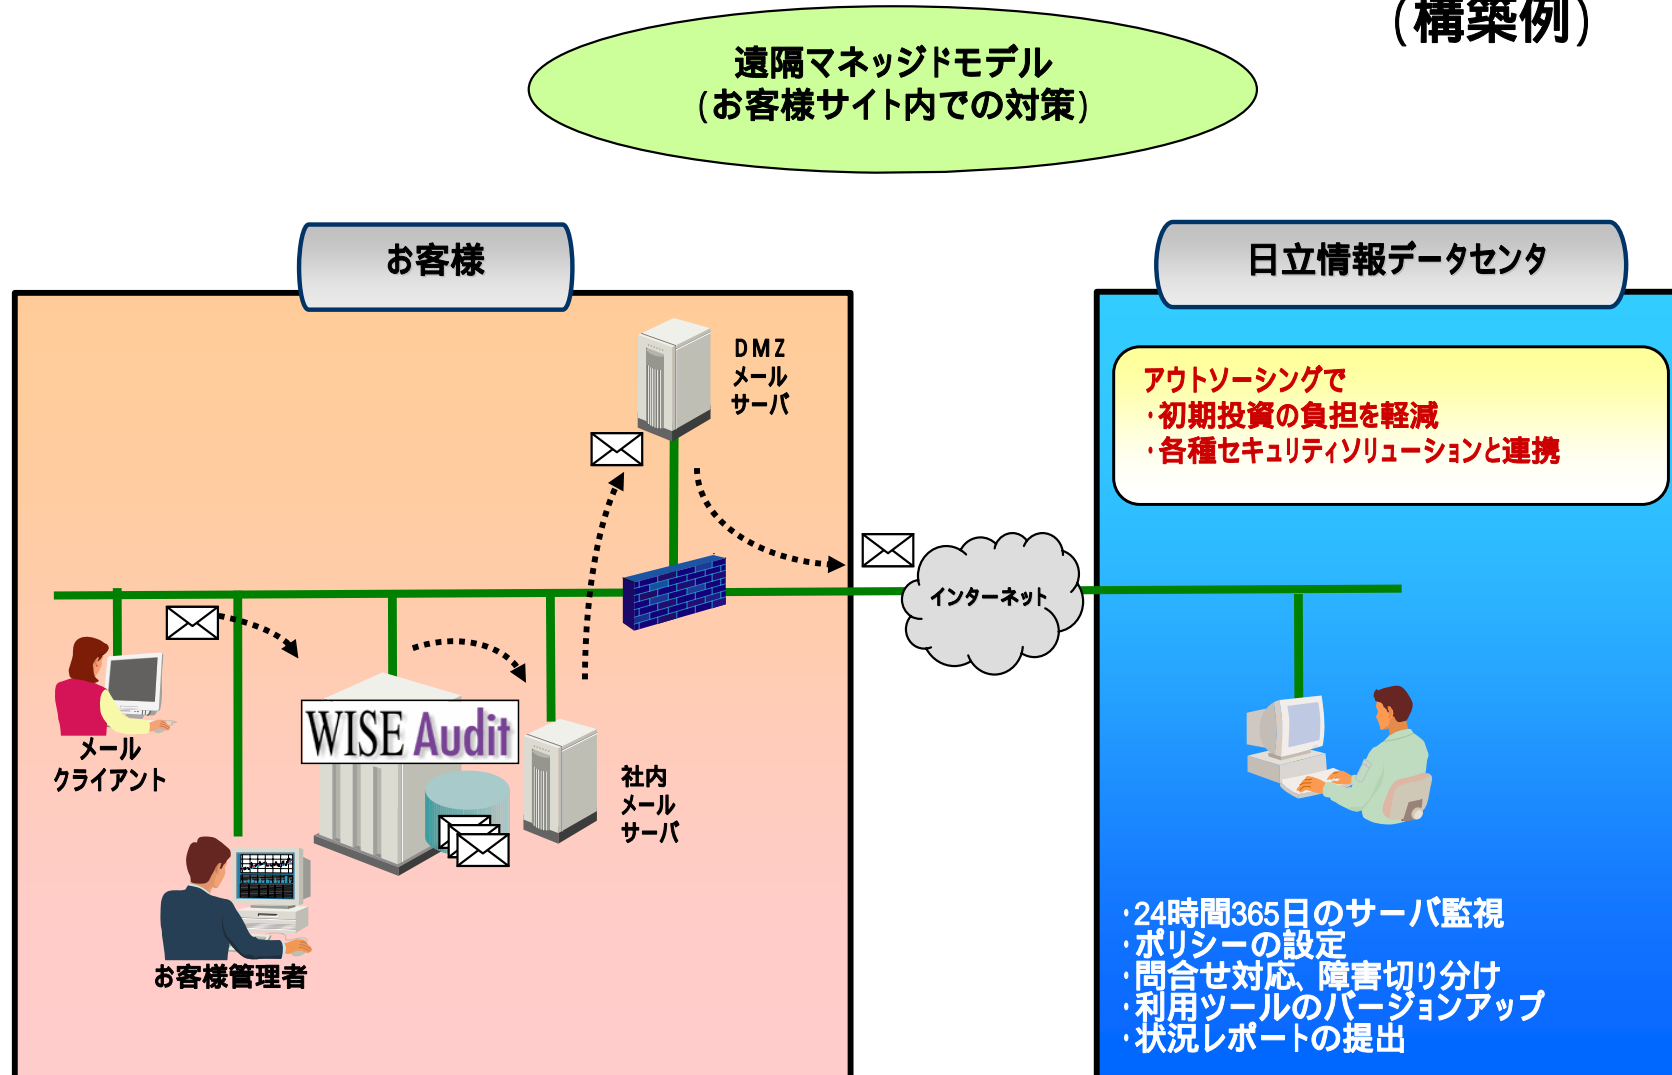 (構築例)
遠隔マネッジドモデル
(お客様サイト内での対策)
お客様
日立情報データセンタ
DMZ
メール
サーバ
アウトソーシングで
・初期投資の負担を軽減
・各種セキュリティソリューションと連携
インターネット
WISE Audit
メール
クライアント
社内
メール
サーバ
お客様管理者
・24時間365日のサーバ監視
・ポリシーの設定
・問合せ対応、障害切り分け
・利用ツールのバージョンアップ
・状況レポートの提出